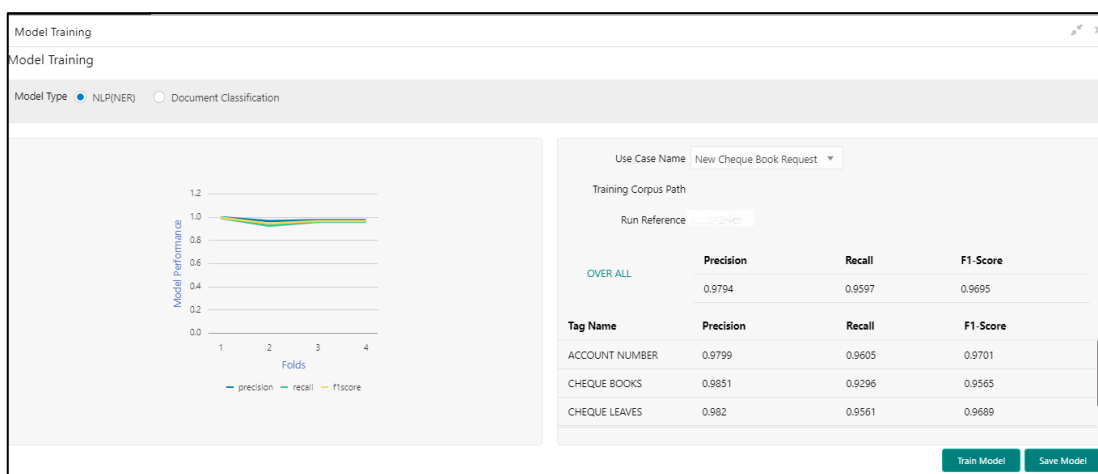 Model Training
Model Training
Model Type NLP(NER) Document Classification
1.2
1.0
0.8
0.6
0.4
0.2
0.0
Model Performance
1 2 3 4
Folds
precision recall f1score
Use Case Name New Cheque Book Request
Training Corpus Path
Run Reference
OVER ALL
Precision Recall F1-Score
0.9794 0.9597 0.9695
Tag Name Precision Recall F1-Score
ACCOUNT NUMBER 0.9799 0.9605 0.9701
CHEQUE BOOKS 0.9851 0.9296 0.9565
CHEQUE LEAVES 0.982 0.9561 0.9689
Train Model Save Model